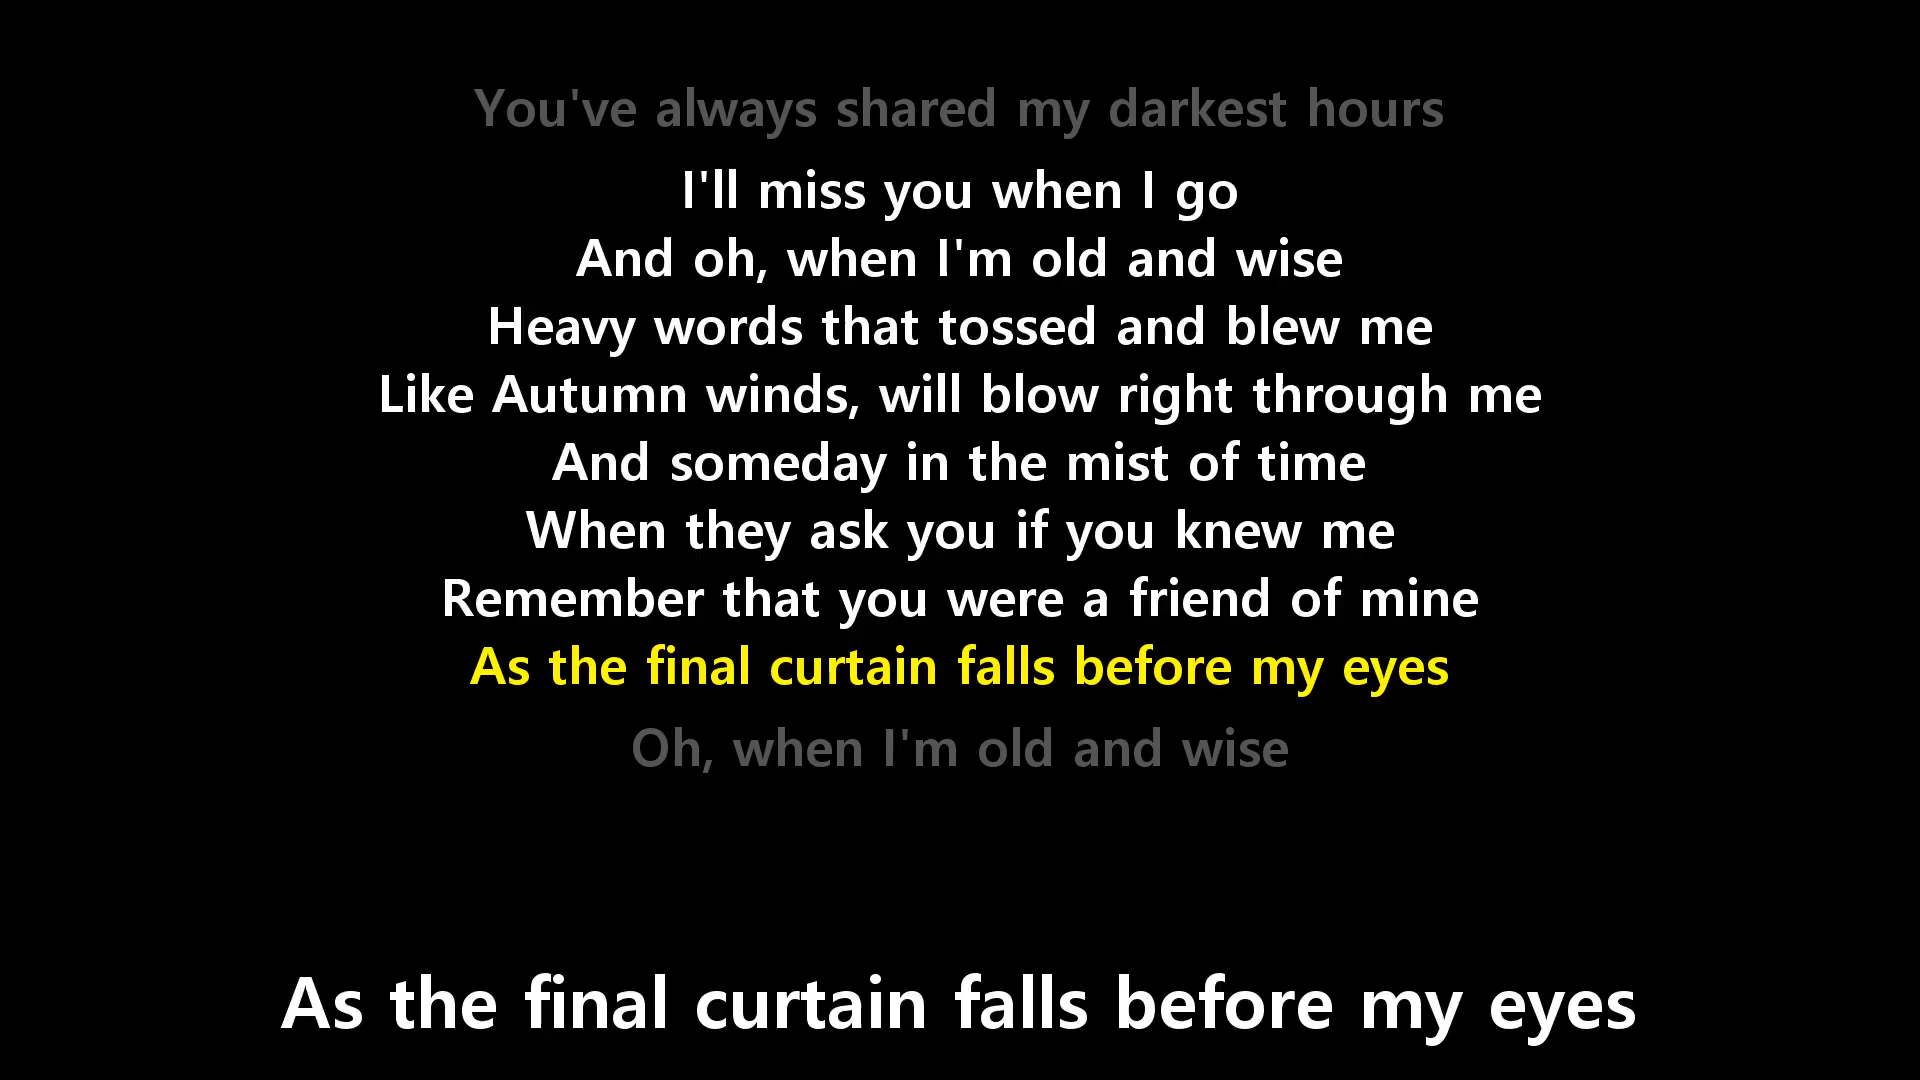 You've always shared my darkest hours
I'll miss you when I go
And oh, when I'm old and wise
Heavy words that tossed and blew me
Like Autumn winds, will blow right through me
And someday in the mist of time
When they ask you if you knew me
Remember that you were a friend of mine
As the final curtain falls before my eyes
Oh, when I'm old and wise
As the final curtain falls before my eyes